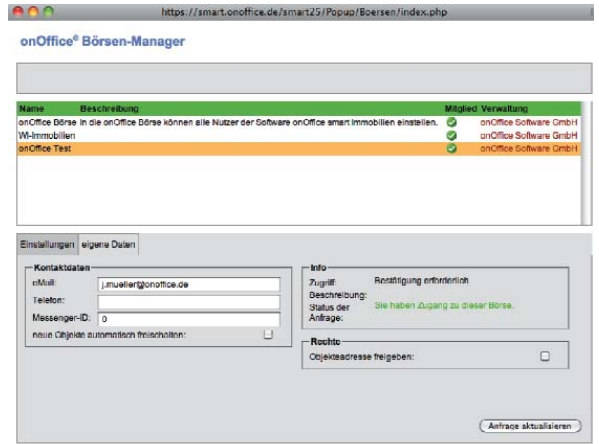 https://smart.onoffice.de/smart25/Popup/Boersen/index.php
onOffice® Börsen-Manager
Name Beschreibung Mitglied Verwaltung
onOffice Börse In die onOffice Börse können alle Nutzer der Software onOffice smart Immobilien einstellen. onOffice Software GmbH
WI-Immobilien onOffice Software GmbH
onOffice Test onOffice Software GmbH
Einstellungen eigene Daten
Kontaktdaten
eMail: j.mueller@onoffice.de
Telefon:
Messenger-ID: 0
neue Objekte automatisch freischalten:
Info
Zugriff: Bestätigung erforderlich
Beschreibung:
Status der Anfrage: Sie haben Zugang zu dieser Börse.
Rechte
Objekteadresse freigeben:
Anfrage aktualisieren